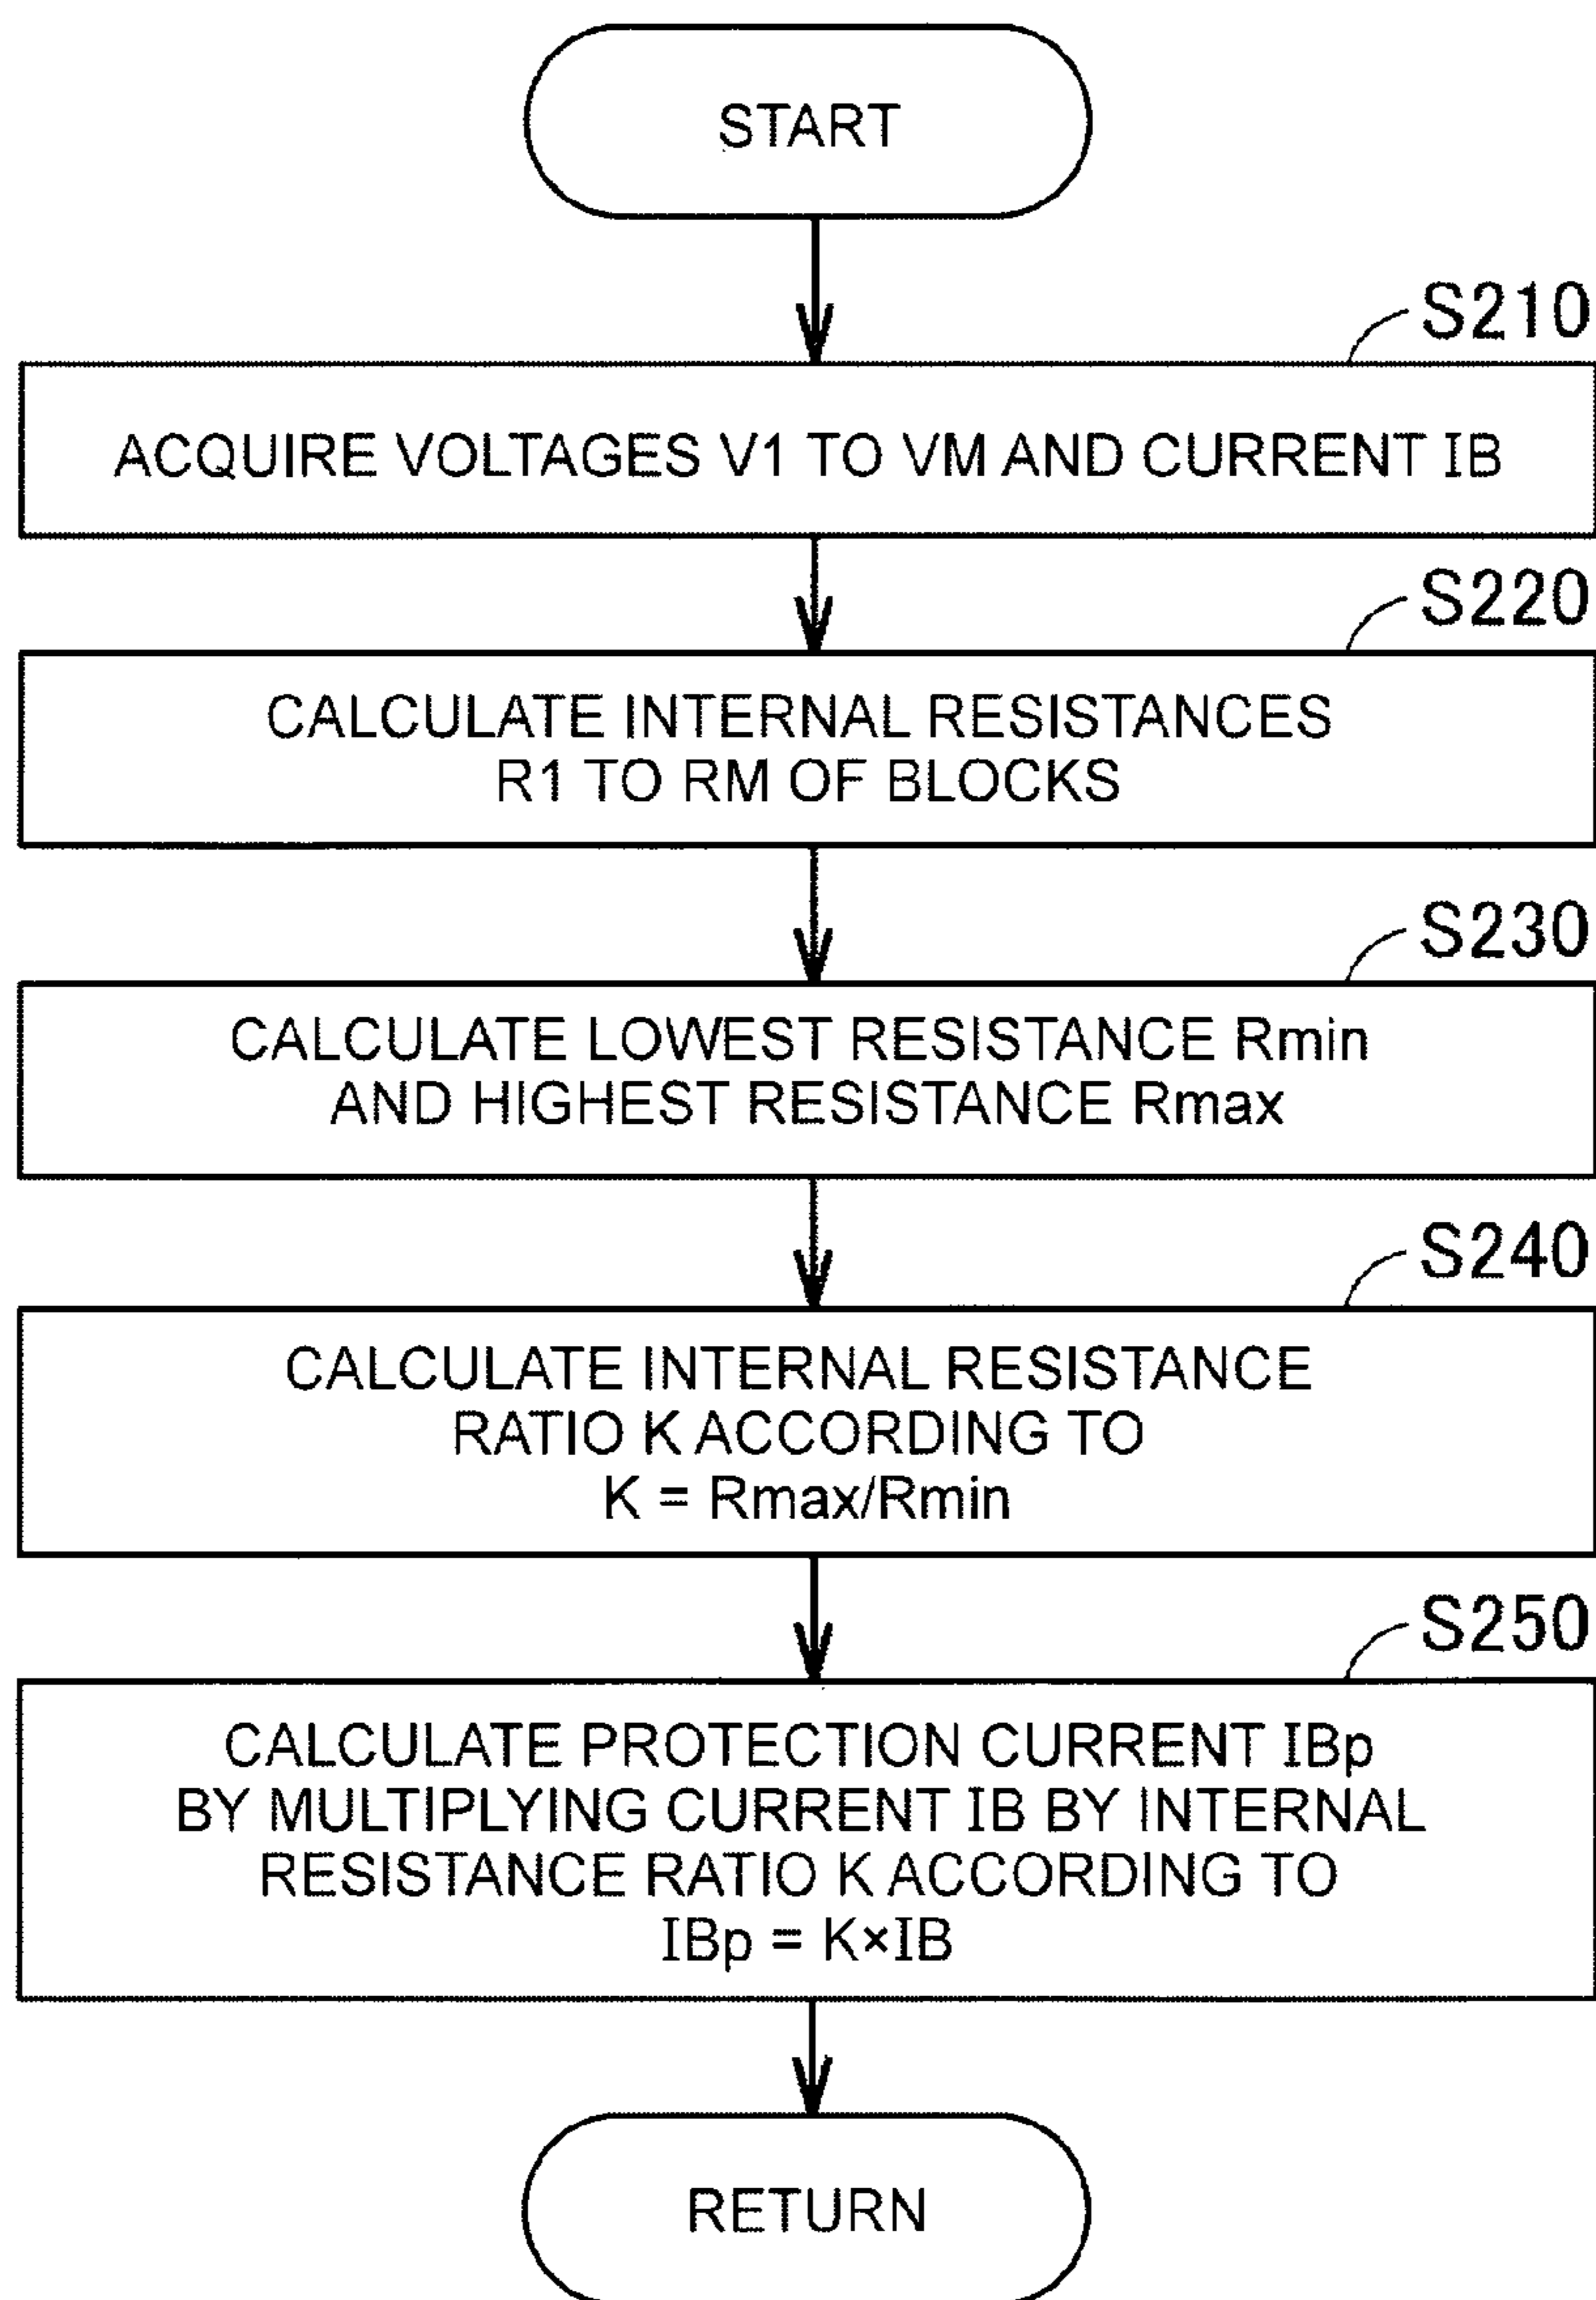 START
S210
ACQUIRE VOLTAGES V1 TO VM AND CURRENT IB
S220
CALCULATE INTERNAL RESISTANCES
R1 TO RM OF BLOCKS
S230
CALCULATE LOWEST RESISTANCE Rmin
AND HIGHEST RESISTANCE Rmax
S240
CALCULATE INTERNAL RESISTANCE
RATIO K ACCORDING TO
K = Rmax/Rmin
S250
CALCULATE PROTECTION CURRENT IBp
BY MULTIPLYING CURRENT IB BY INTERNAL
RESISTANCE RATIO K ACCORDING TO
IBp = K×IB
RETURN